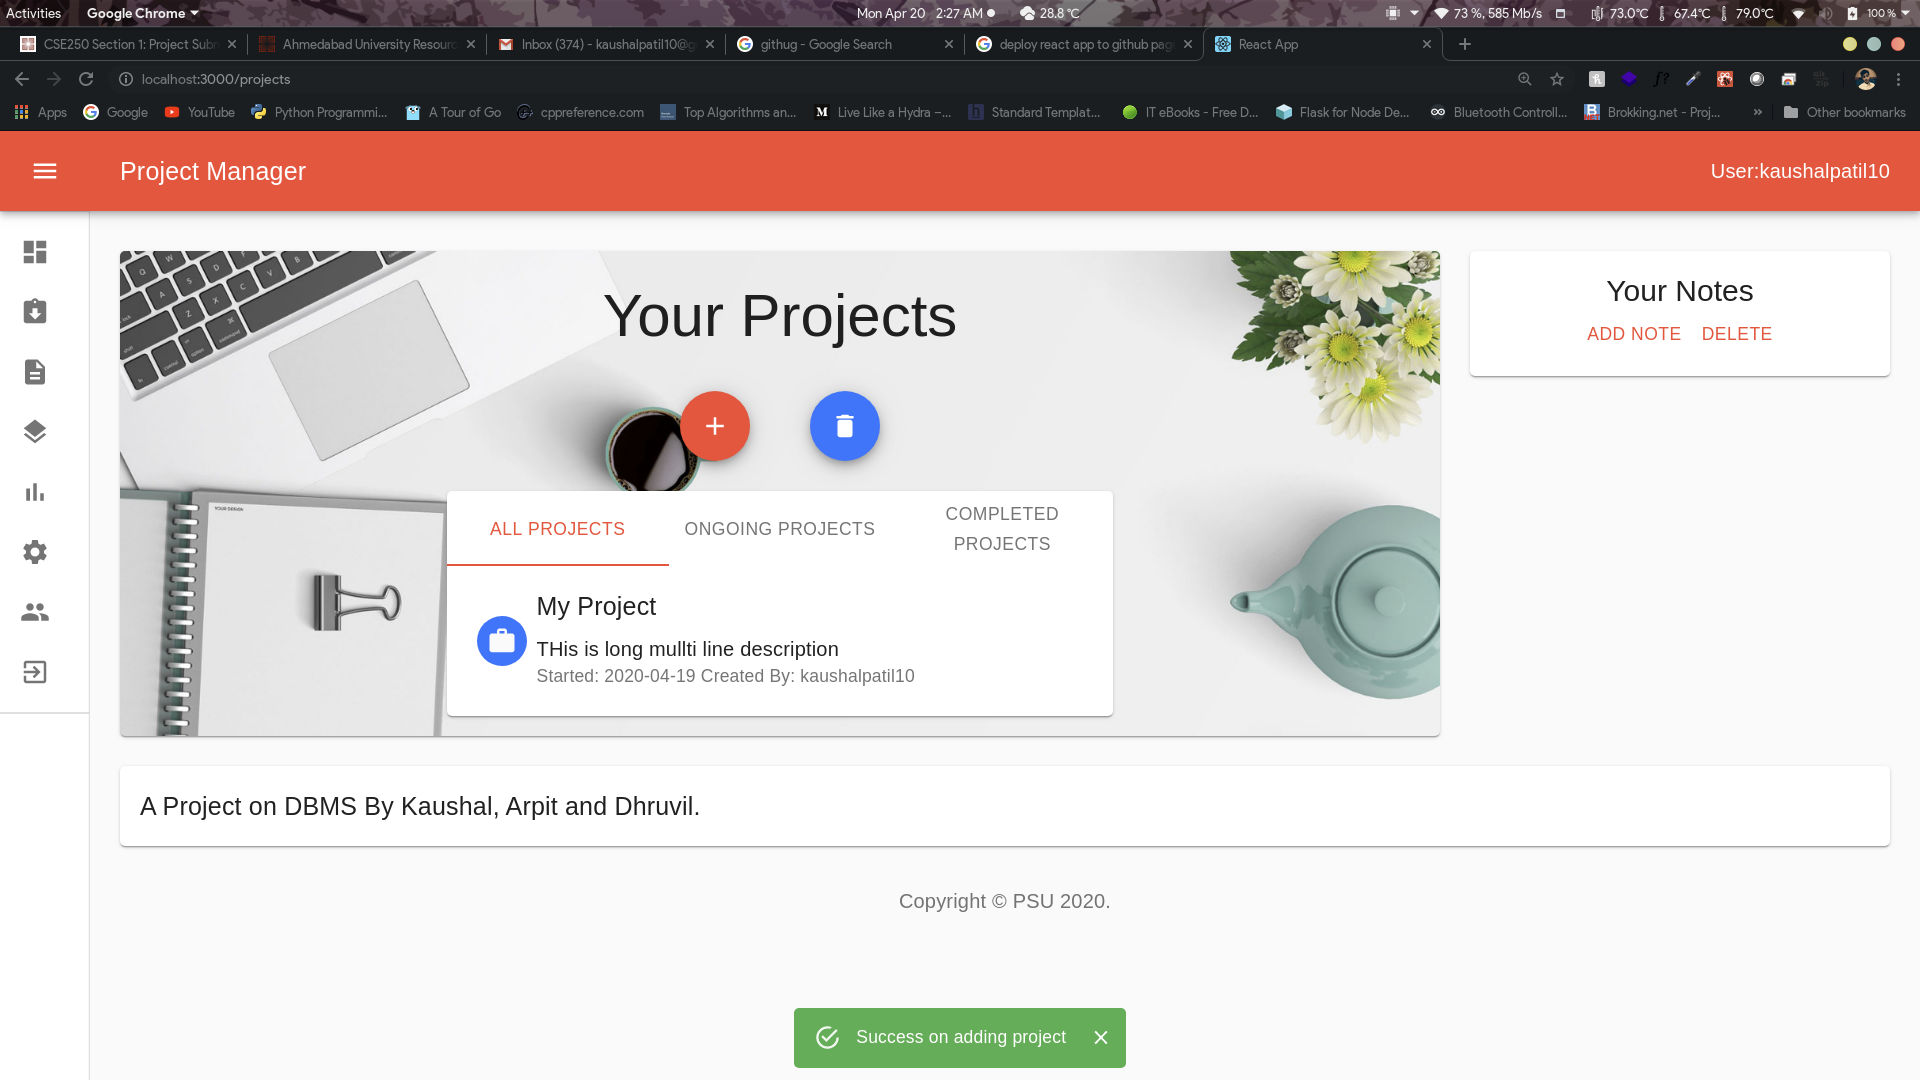 Activities Google Chrome Mon Apr 20 2:27 AM 28.8 °C 73 %, 585 Mb/s 73.0°C 67.4°C 79.0°C 100 %
CSE250 Section 1: Project Subm Ahmedabad University Resourc Inbox (374) - kaushalpatil10@g githug - Google Search deploy react app to github pag React App
localhost:3000/projects
Apps Google YouTube Python Programmi... A Tour of Go cppreference.com Top Algorithms an... Live Like a Hydra –... Standard Templat... IT eBooks - Free D... Flask for Node De... Bluetooth Controll... Brokking.net - Proj... » Other bookmarks
Project Manager User:kaushalpatil10
Your Projects
Your Notes
ADD NOTE DELETE
YOUR DESIGN
ALL PROJECTS ONGOING PROJECTS COMPLETED PROJECTS
My Project
THis is long mullti line description
Started: 2020-04-19 Created By: kaushalpatil10
A Project on DBMS By Kaushal, Arpit and Dhruvil.
Copyright © PSU 2020.
Success on adding project